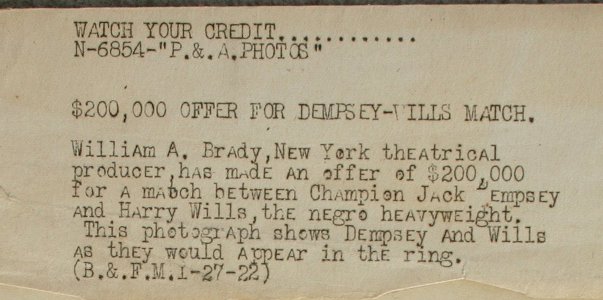 WATCH YOUR CREDIT.............
N-6854-"P.&.A.PHOTOS"
$200,000 OFFER FOR DEMPSEY-WILLS MATCH.
William A. Brady,New York theatrical
producer,has made an offer of $200,000
for a match between Champion Jack Dempsey
and Harry Wills,the negro heavyweight.
This photograph shows Dempsey and Wills
as they would appear in the ring.
(B.&.F.M.1-27-22)